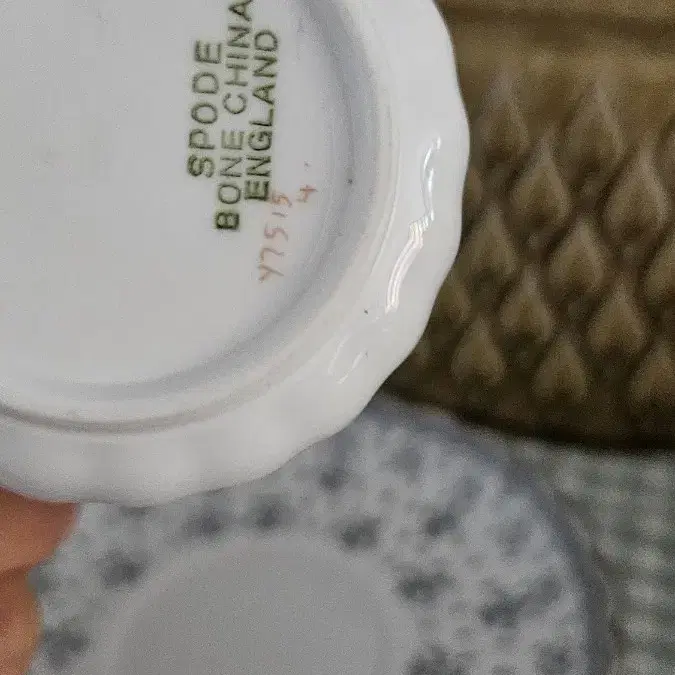 SPODE
BONE CHINA
ENGLAND
Y7515
4.